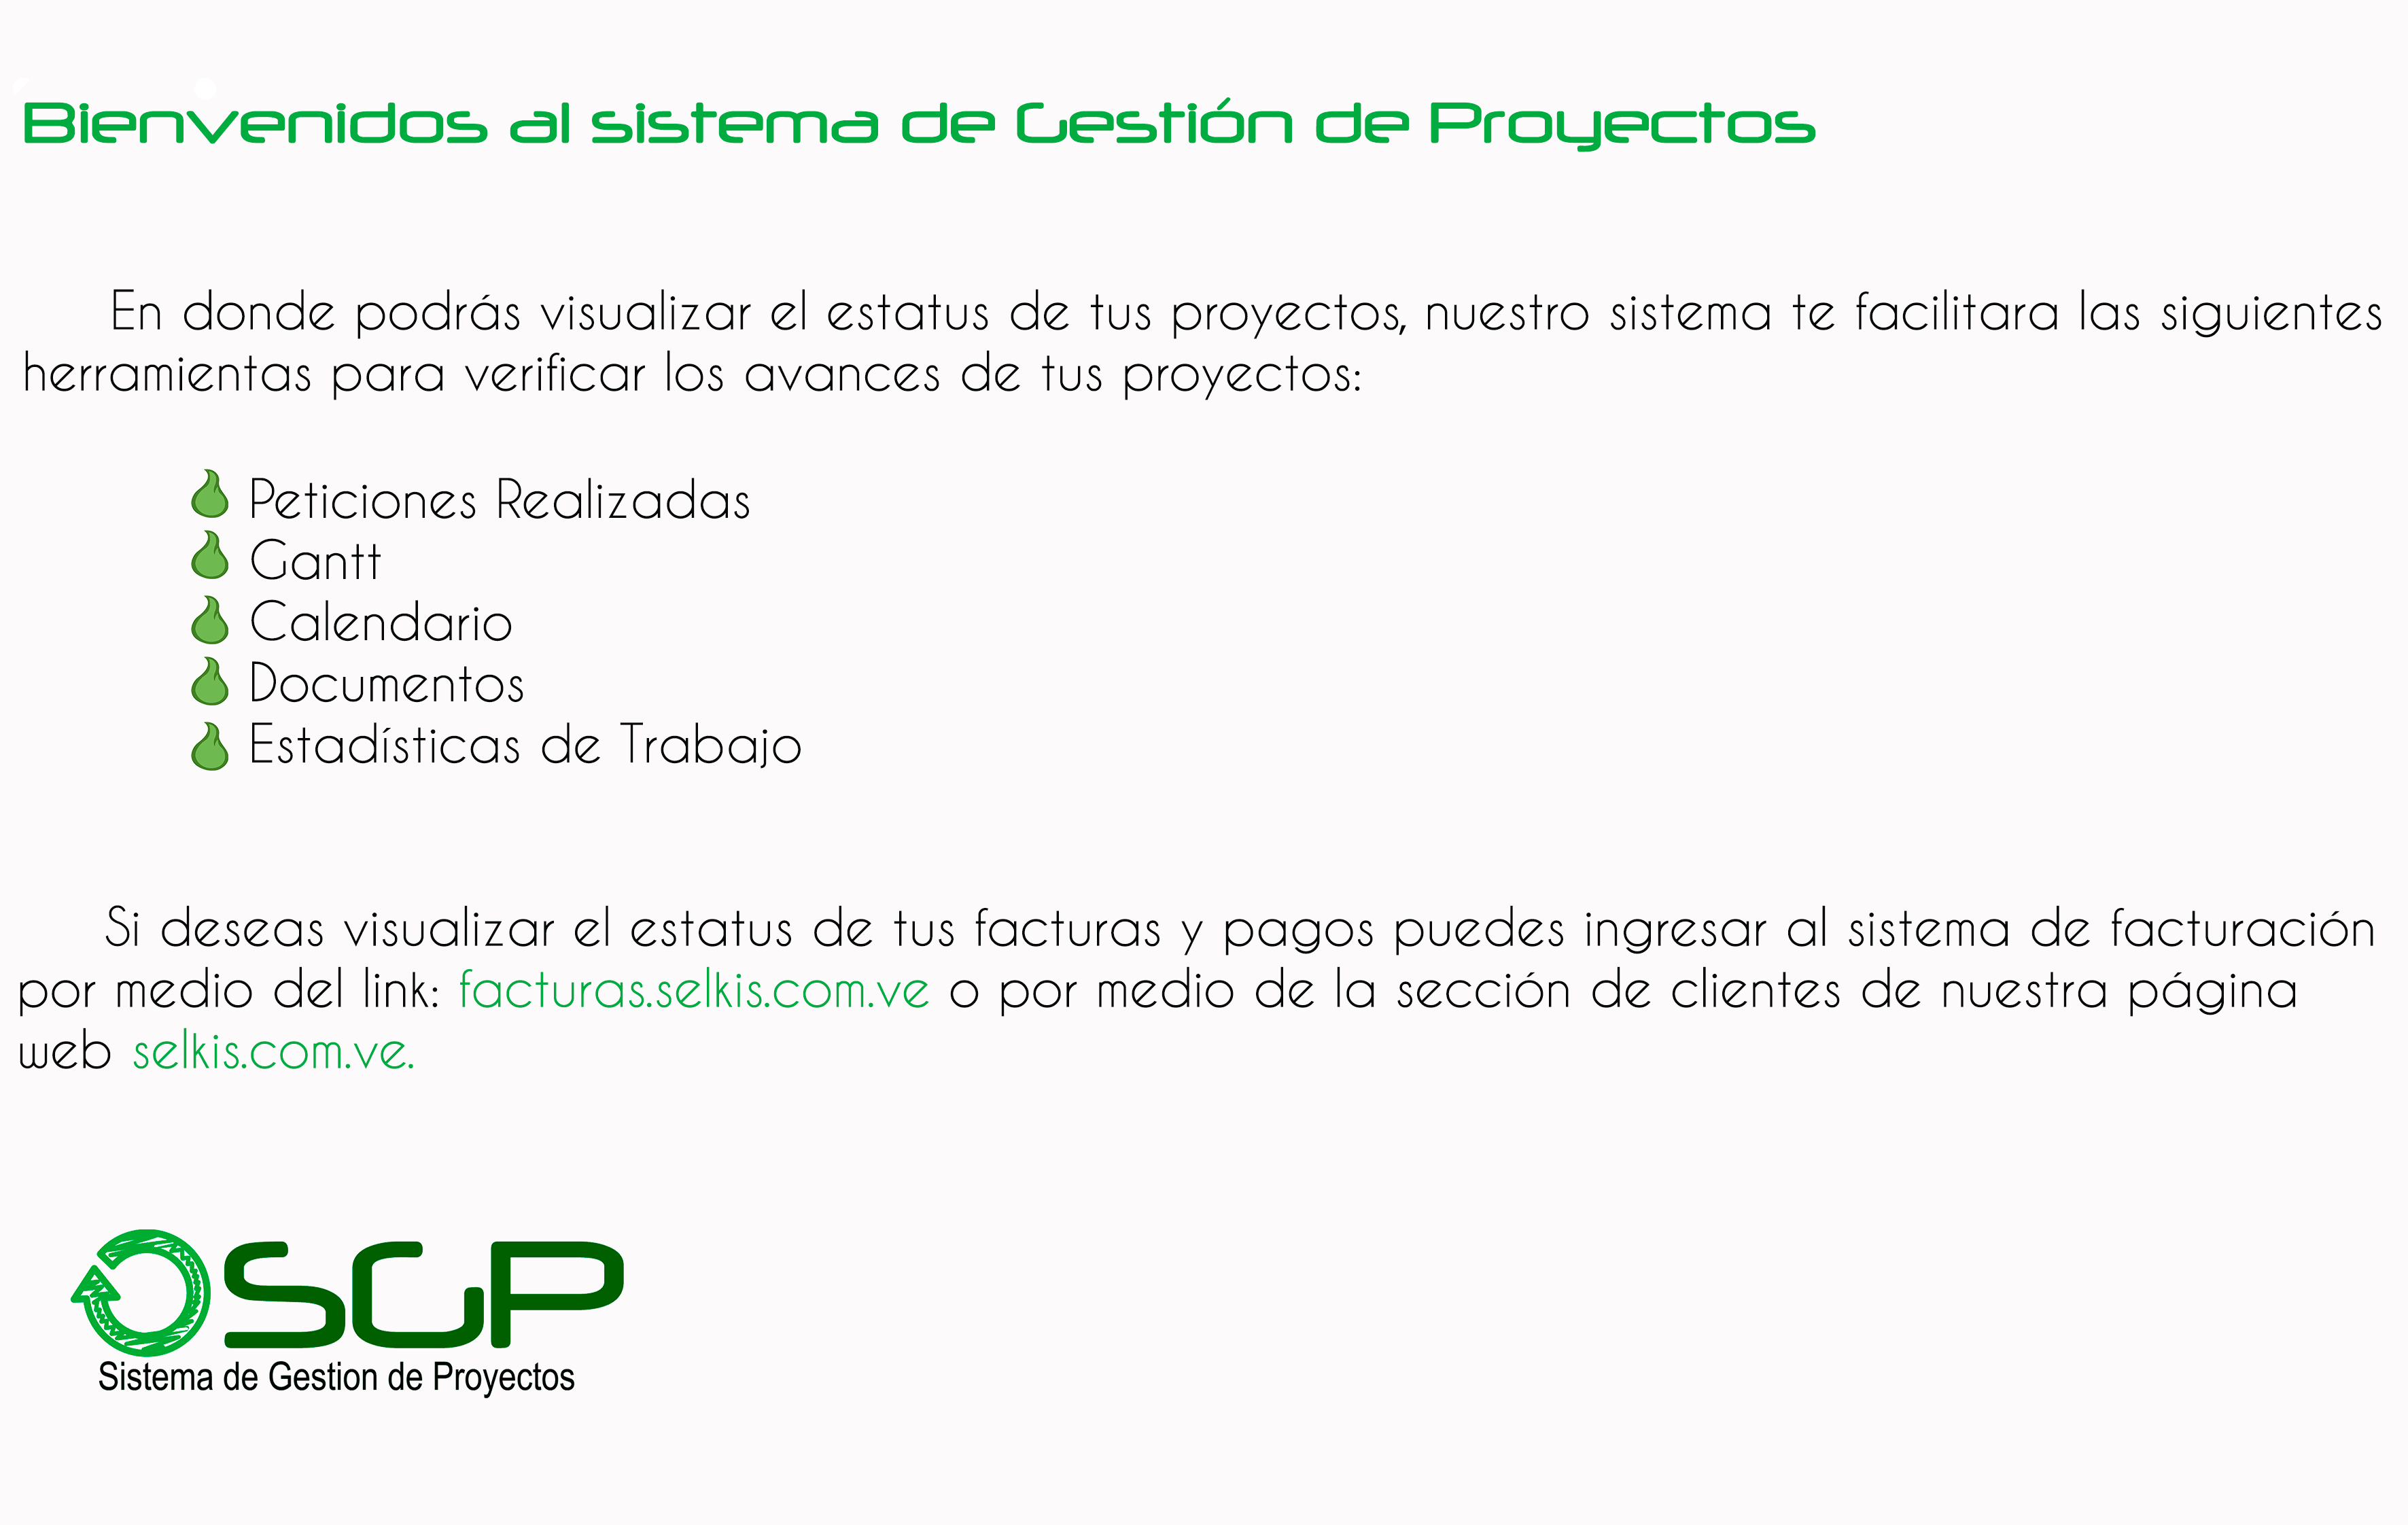 Bienvenidos al sistema de Gestión de Proyectos
En donde podrás visualizar el estatus de tus proyectos, nuestro sistema te facilitara las siguientes
herramientas para verificar los avances de tus proyectos:
Peticiones Realizadas
Gantt
Calendario
Documentos
Estadísticas de Trabajo
Si deseas visualizar el estatus de tus facturas y pagos puedes ingresar al sistema de facturación
por medio del link: facturas.selkis.com.ve o por medio de la sección de clientes de nuestra página
web selkis.com.ve.
SGP
Sistema de Gestion de Proyectos